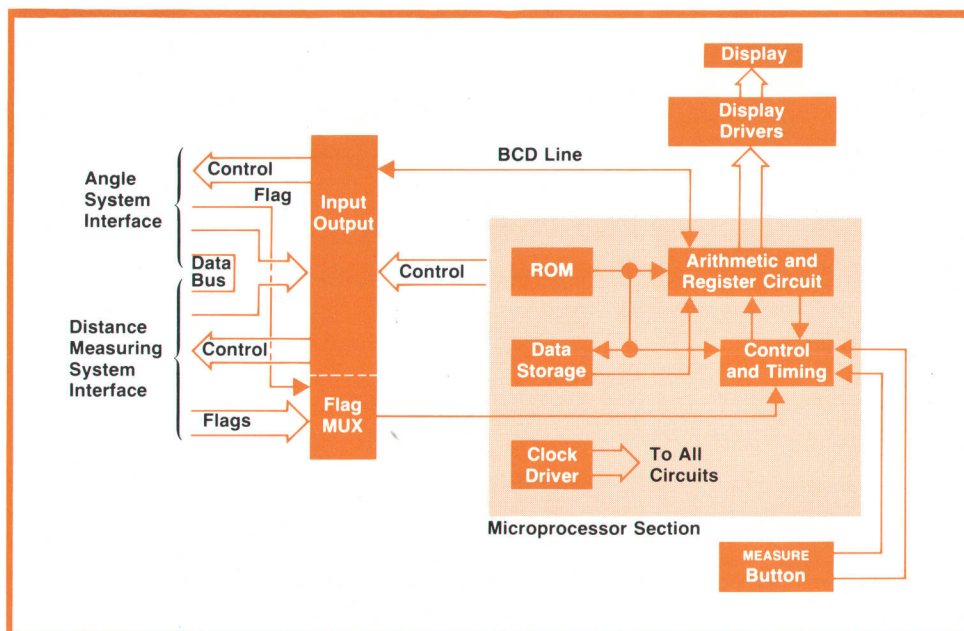 Display
Display
Drivers
BCD Line
Angle
System
Interface
Control
Flag
Input
Output
Data
Bus
Control
ROM
Arithmetic and
Register Circuit
Distance
Measuring
System
Interface
Control
Data
Storage
Control
and Timing
Flags
Flag
MUX
Clock
Driver
To All
Circuits
Microprocessor Section
MEASURE
Button